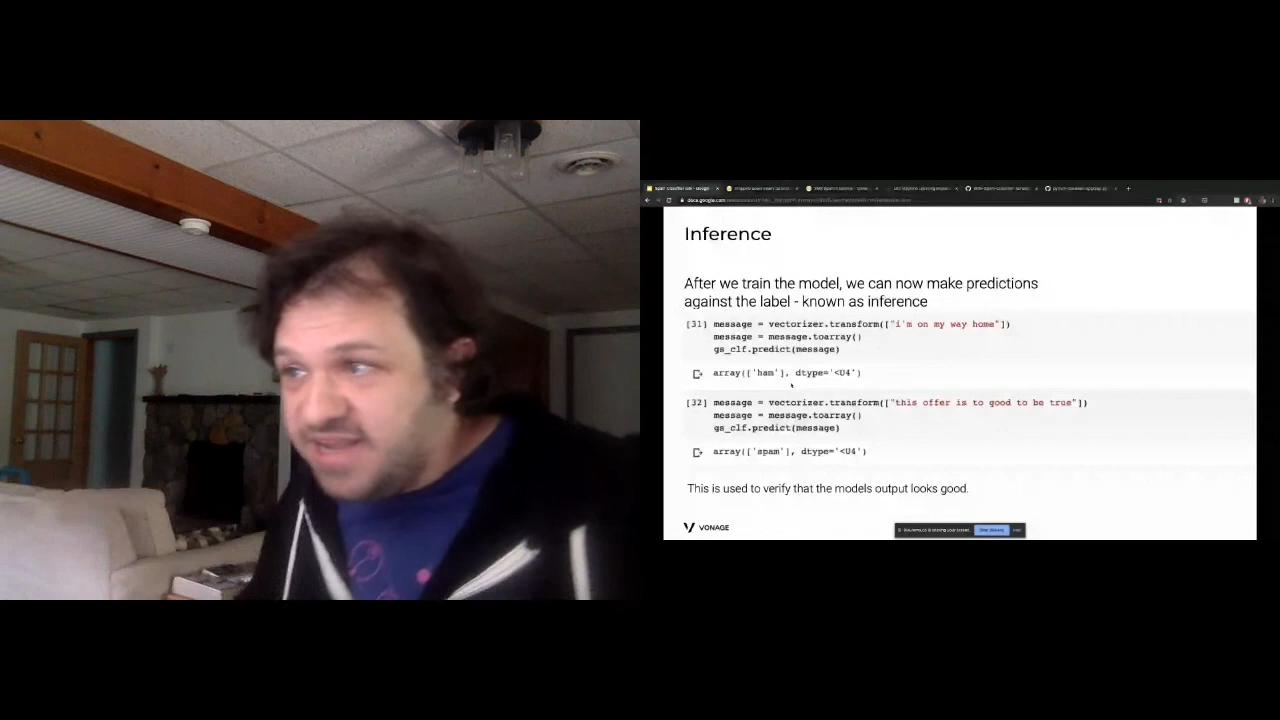 docs.google.com
Inference
After we train the model, we can now make predictions
against the label - known as inference
[31] message = vectorizer.transform(["i'm on my way home"])
message = message.toarray()
gs_clf.predict(message)
array(['ham'], dtype='<U4')
[32] message = vectorizer.transform(["this offer is to good to be true"])
message = message.toarray()
gs_clf.predict(message)
array(['spam'], dtype='<U4')
This is used to verify that the models output looks good.
VONAGE